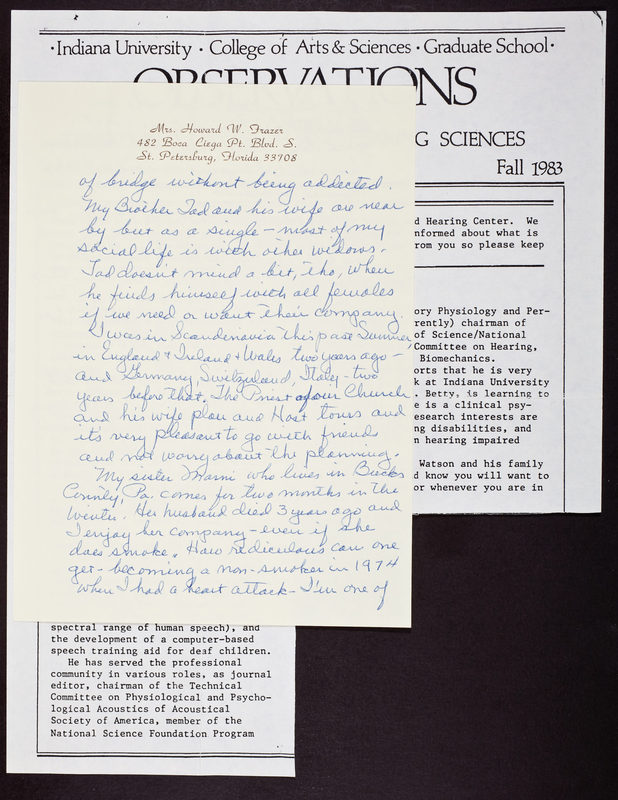 ·Indiana University · College of Arts & Sciences · Graduate School·
OBSERVATIONS
G SCIENCES
Fall 1983
Mrs. Howard W. Frazer
482 Boca Ciega Pt. Blvd. S.
St. Petersburg, Florida 33708
of bridge without being addicted.
My Brother Tad and his wife are near
by but as a single - most of my
social life is with other widows.
Tad doesn't mind a bit, tho, when
he finds himself with all females
if we need or want their company.
I was in Scandinavia this past Summer,
in England & Ireland & Wales two years ago -
and Germany, Switzerland, Italy - two
years before that. The Priest of our Church
and his wife plan and Host tours and
it's very pleasant to go with friends
and not worry about the planning.
My sister Mami who lives in Bucks
County, Pa. comes for two months in the
Winter. Her husband died 3 years ago and
I enjoy her company - even if she
does smoke. How rediculous can one
get - becoming a non-smoker in 1974
when I had a heart attack - I'm one of
d Hearing Center. We
nformed about what is
rom you so please keep
ory Physiology and Per-
rently) chairman of
of Science/National
Committee on Hearing,
Biomechanics.
orts that he is very
k at Indiana University
. Betty, is learning to
e is a clinical psy-
esearch interests are
ng disabilities, and
n hearing impaired
Watson and his family
d know you will want to
or whenever you are in
spectral range of human speech), and
the development of a computer-based
speech training aid for deaf children.
He has served the professional
community in various roles, as journal
editor, chairman of the Technical
Committee on Physiological and Psycho-
logical Acoustics of Acoustical
Society of America, member of the
National Science Foundation Program